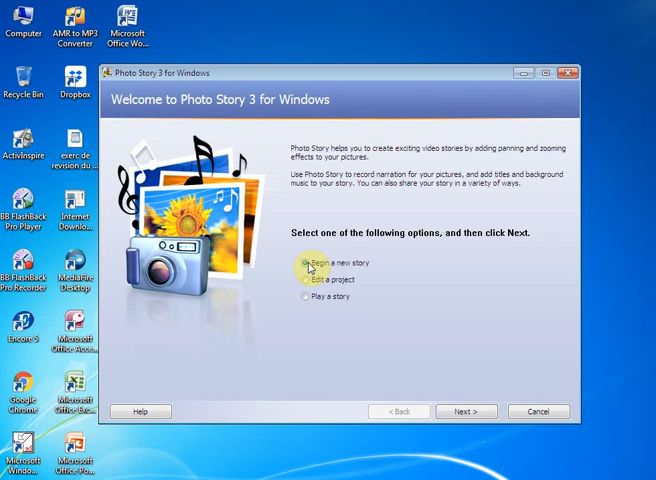 Computer
AMR to MP3
Converter
Microsoft
Office Wo...
Recycle Bin
Dropbox
ActivInspire
exerc de
revision du ...
BB FlashBack
Pro Player
Internet
Downlo...
BB FlashBack
Pro Recorder
MediaFire
Desktop
Encore 5
Microsoft
Office Acce...
Google
Chrome
Microsoft
Office Exc...
Microsoft
Windo...
Microsoft
Office Po...
Photo Story 3 for Windows
Welcome to Photo Story 3 for Windows
Photo Story helps you to create exciting video stories by adding panning and zooming
effects to your pictures.
Use Photo Story to record narration for your pictures, and add titles and background
music to your story. You can also share your story in a variety of ways.
Select one of the following options, and then click Next.
Begin a new story
Edit a project
Play a story
Help
< Back
Next >
Cancel